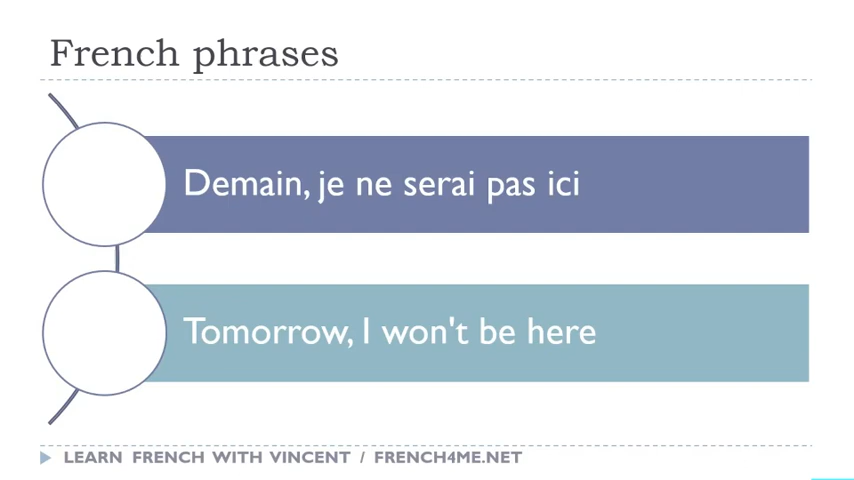 French phrases
Demain, je ne serai pas ici
Tomorrow, I won't be here
LEARN FRENCH WITH VINCENT / FRENCH4ME.NET